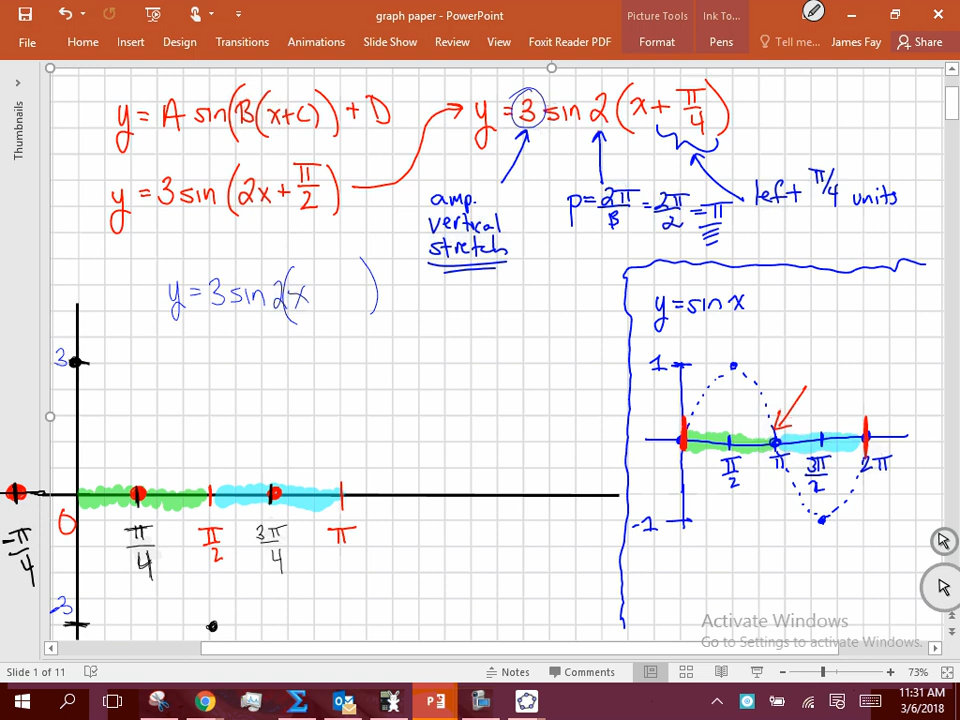 graph paper - PowerPoint
Picture Tools
Ink To...
File
Home
Insert
Design
Transitions
Animations
Slide Show
Review
View
Foxit Reader PDF
Format
Pens
Tell me...
James Fay
Share
Thumbnails
y = A sin(B(x+C)) + D
y = 3 sin 2(x + π/4)
y = 3 sin(2x + π/2)
amp.
vertical
stretch
p = 2π/B = 2π/2 = π
left π/4 units
y = 3 sin 2(x )
y = sin x
3
1
0
π/2
π
3π/2
2π
-1
-π/4
π/4
π/2
3π/4
π
-3
Activate Windows
Go to Settings to activate Windows.
Slide 1 of 11
Notes
Comments
73%
11:31 AM
3/6/2018